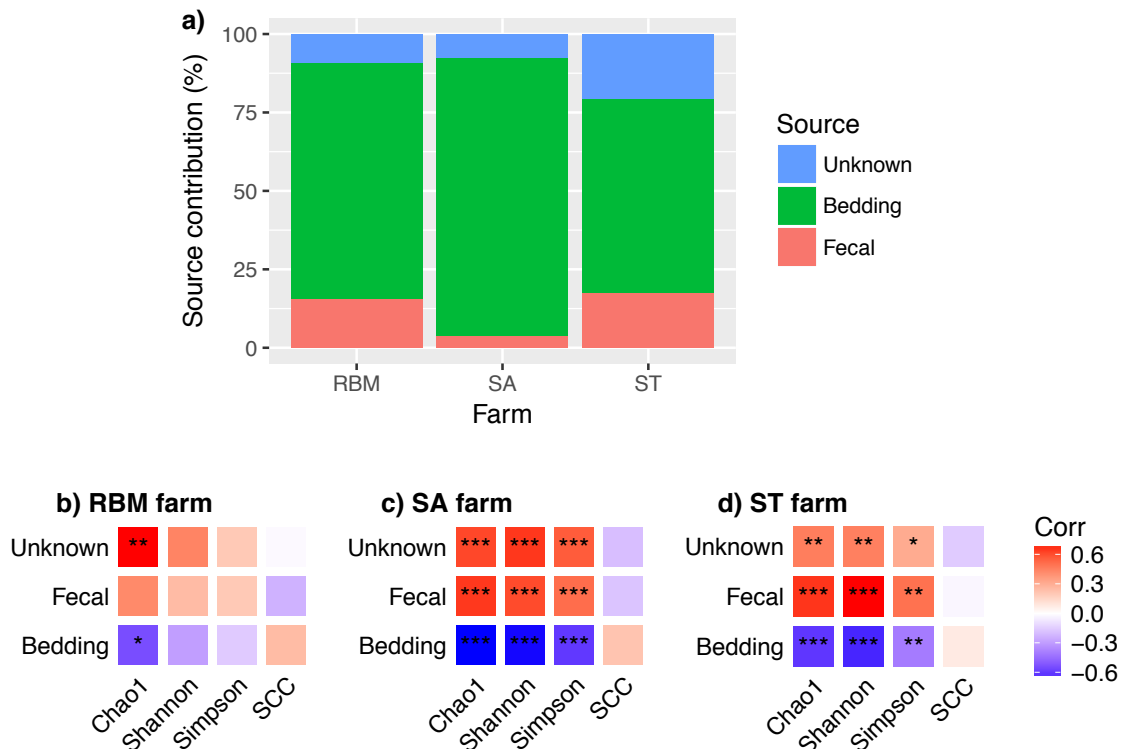 a)
100
75
50
25
0
Source contribution (%)
RBM SA ST
Farm
Source
Unknown
Bedding
Fecal
b) RBM farm
Unknown **
Fecal
Bedding *
Chao1 Shannon Simpson SCC
c) SA farm
Unknown *** *** ***
Fecal *** *** ***
Bedding *** *** ***
Chao1 Shannon Simpson SCC
d) ST farm
Unknown ** ** *
Fecal *** *** **
Bedding *** *** **
Chao1 Shannon Simpson SCC
Corr
0.6
0.3
0.0
−0.3
−0.6